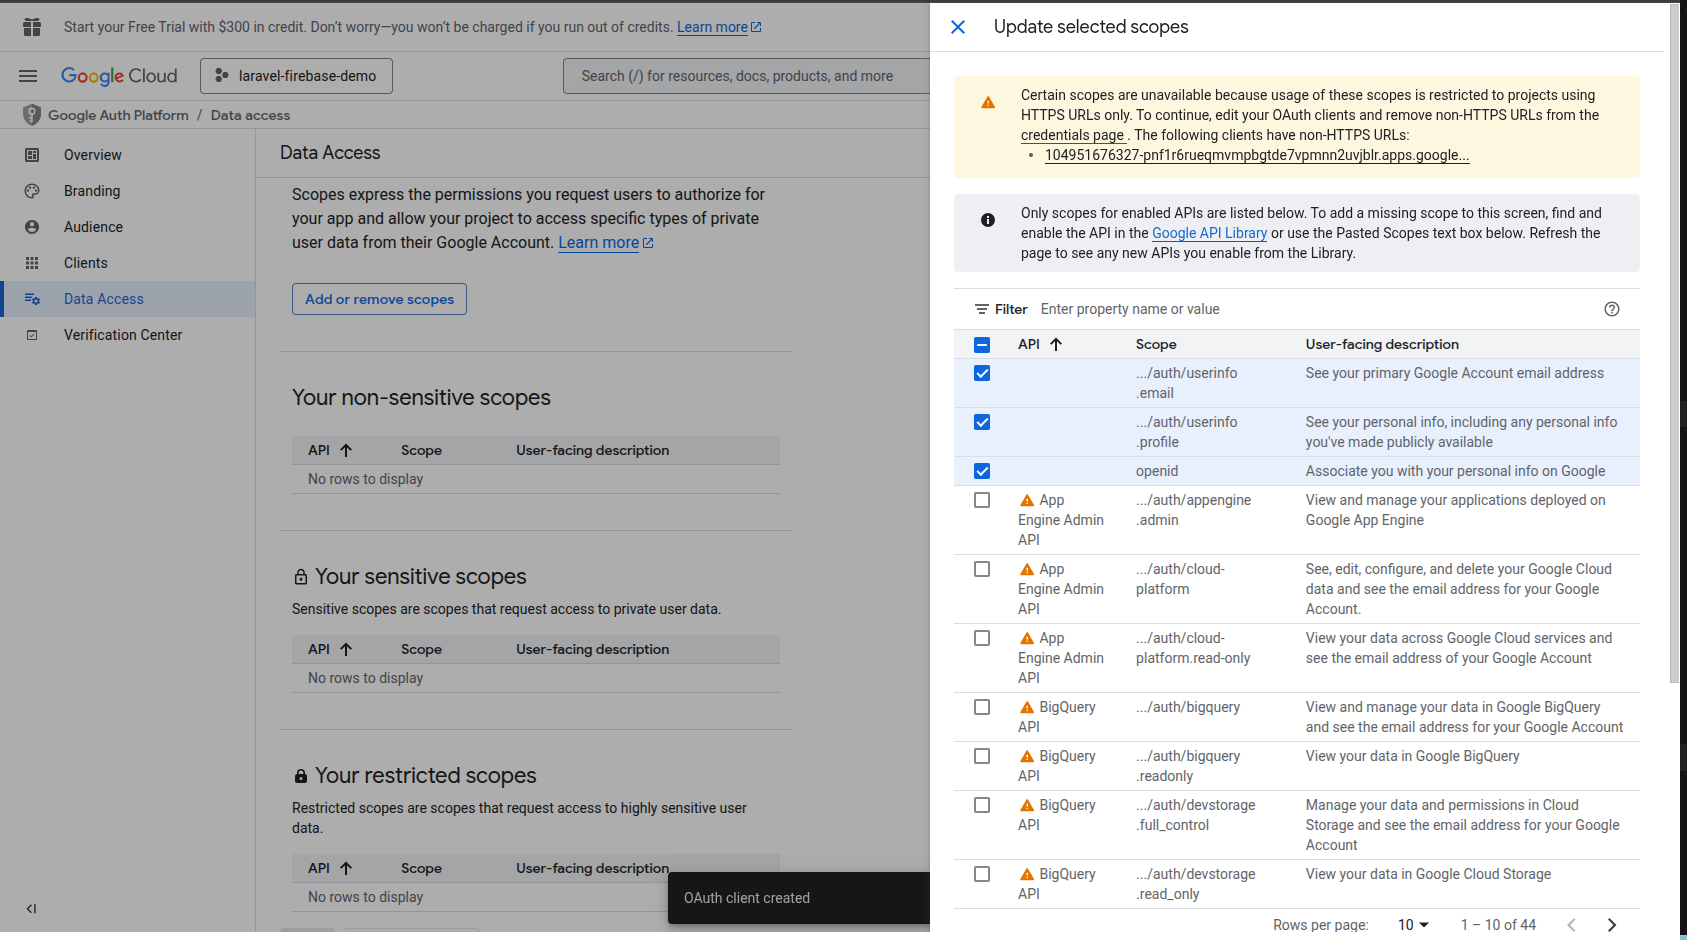 Start your Free Trial with $300 in credit. Don't worry—you won't be charged if you run out of credits. Learn more
Google Cloud
laravel-firebase-demo
Search (/) for resources, docs, products, and more
Google Auth Platform / Data access
Overview
Branding
Audience
Clients
Data Access
Verification Center
Data Access
Scopes express the permissions you request users to authorize for
your app and allow your project to access specific types of private
user data from their Google Account. Learn more
Add or remove scopes
Your non-sensitive scopes
API Scope User-facing description
No rows to display
Your sensitive scopes
Sensitive scopes are scopes that request access to private user data.
API Scope User-facing description
No rows to display
Your restricted scopes
Restricted scopes are scopes that request access to highly sensitive user
data.
API Scope User-facing description
No rows to display
OAuth client created
Update selected scopes
Certain scopes are unavailable because usage of these scopes is restricted to projects using
HTTPS URLs only. To continue, edit your OAuth clients and remove non-HTTPS URLs from the
credentials page . The following clients have non-HTTPS URLs:
• 104951676327-pnf1r6rueqmvmpbgtde7vpmnn2uvjblr.apps.google...
Only scopes for enabled APIs are listed below. To add a missing scope to this screen, find and
enable the API in the Google API Library or use the Pasted Scopes text box below. Refresh the
page to see any new APIs you enable from the Library.
Filter Enter property name or value
API Scope User-facing description
.../auth/userinfo See your primary Google Account email address
.email
.../auth/userinfo See your personal info, including any personal info
.profile you've made publicly available
openid Associate you with your personal info on Google
App .../auth/appengine View and manage your applications deployed on
Engine Admin .admin Google App Engine
API
App .../auth/cloud- See, edit, configure, and delete your Google Cloud
Engine Admin platform data and see the email address for your Google
API Account.
App .../auth/cloud- View your data across Google Cloud services and
Engine Admin platform.read-only see the email address of your Google Account
API
BigQuery .../auth/bigquery View and manage your data in Google BigQuery
API and see the email address for your Google Account
BigQuery .../auth/bigquery View your data in Google BigQuery
API .readonly
BigQuery .../auth/devstorage Manage your data and permissions in Cloud
API .full_control Storage and see the email address for your Google
Account
BigQuery .../auth/devstorage View your data in Google Cloud Storage
API .read_only
Rows per page: 10 1 – 10 of 44